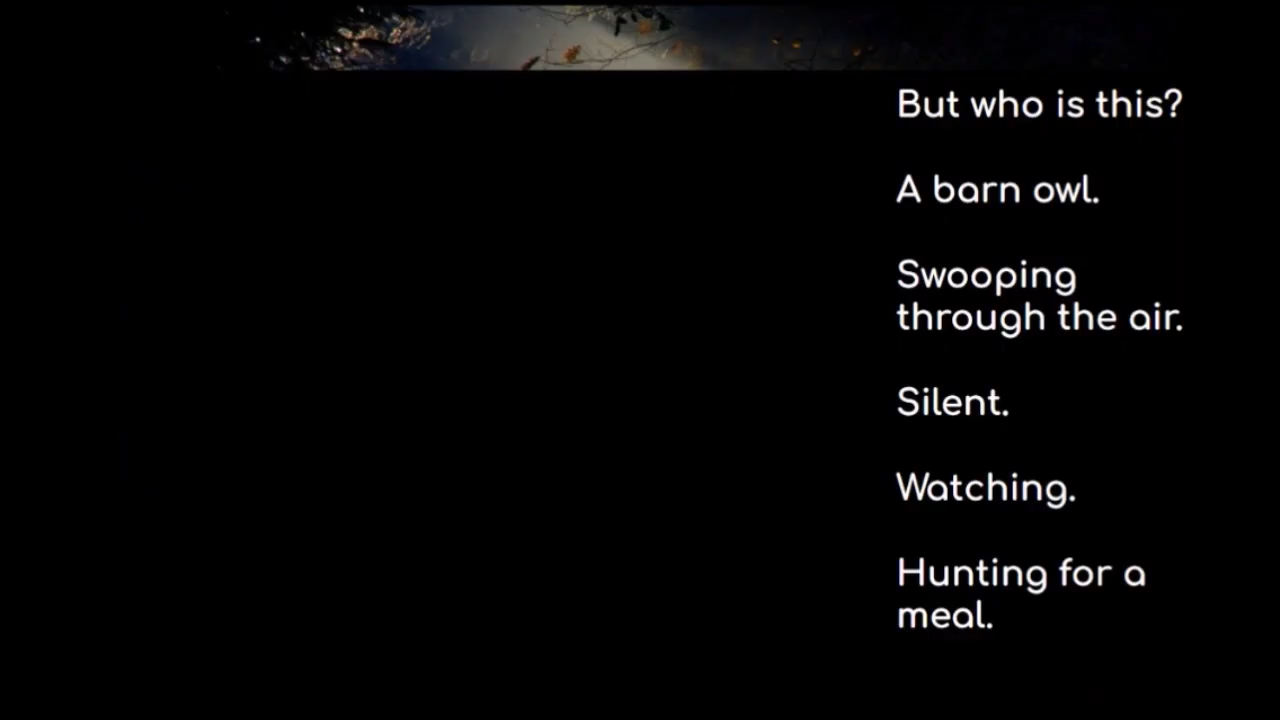 But who is this?
A barn owl.
Swooping
through the air.
Silent.
Watching.
Hunting for a
meal.